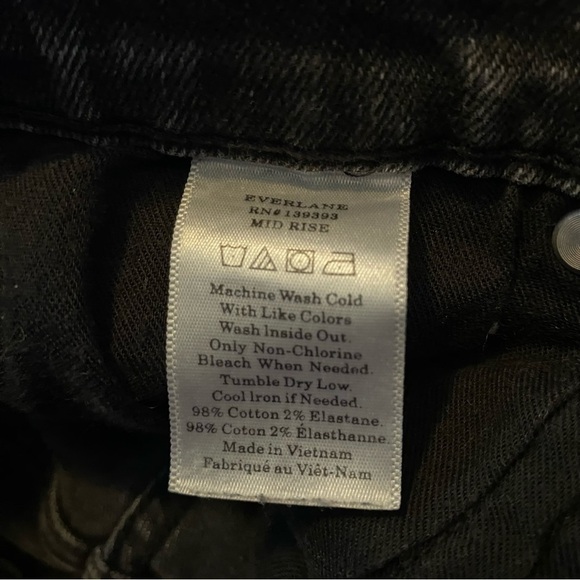 EVERLANE
RN# 139393
MID RISE
Machine Wash Cold
With Like Colors
Wash Inside Out.
Only Non-Chlorine
Bleach When Needed.
Tumble Dry Low.
Cool Iron if Needed.
98% Cotton 2% Elastane.
98% Coton 2% Élasthanne.
Made in Vietnam
Fabriqué au Viêt-Nam